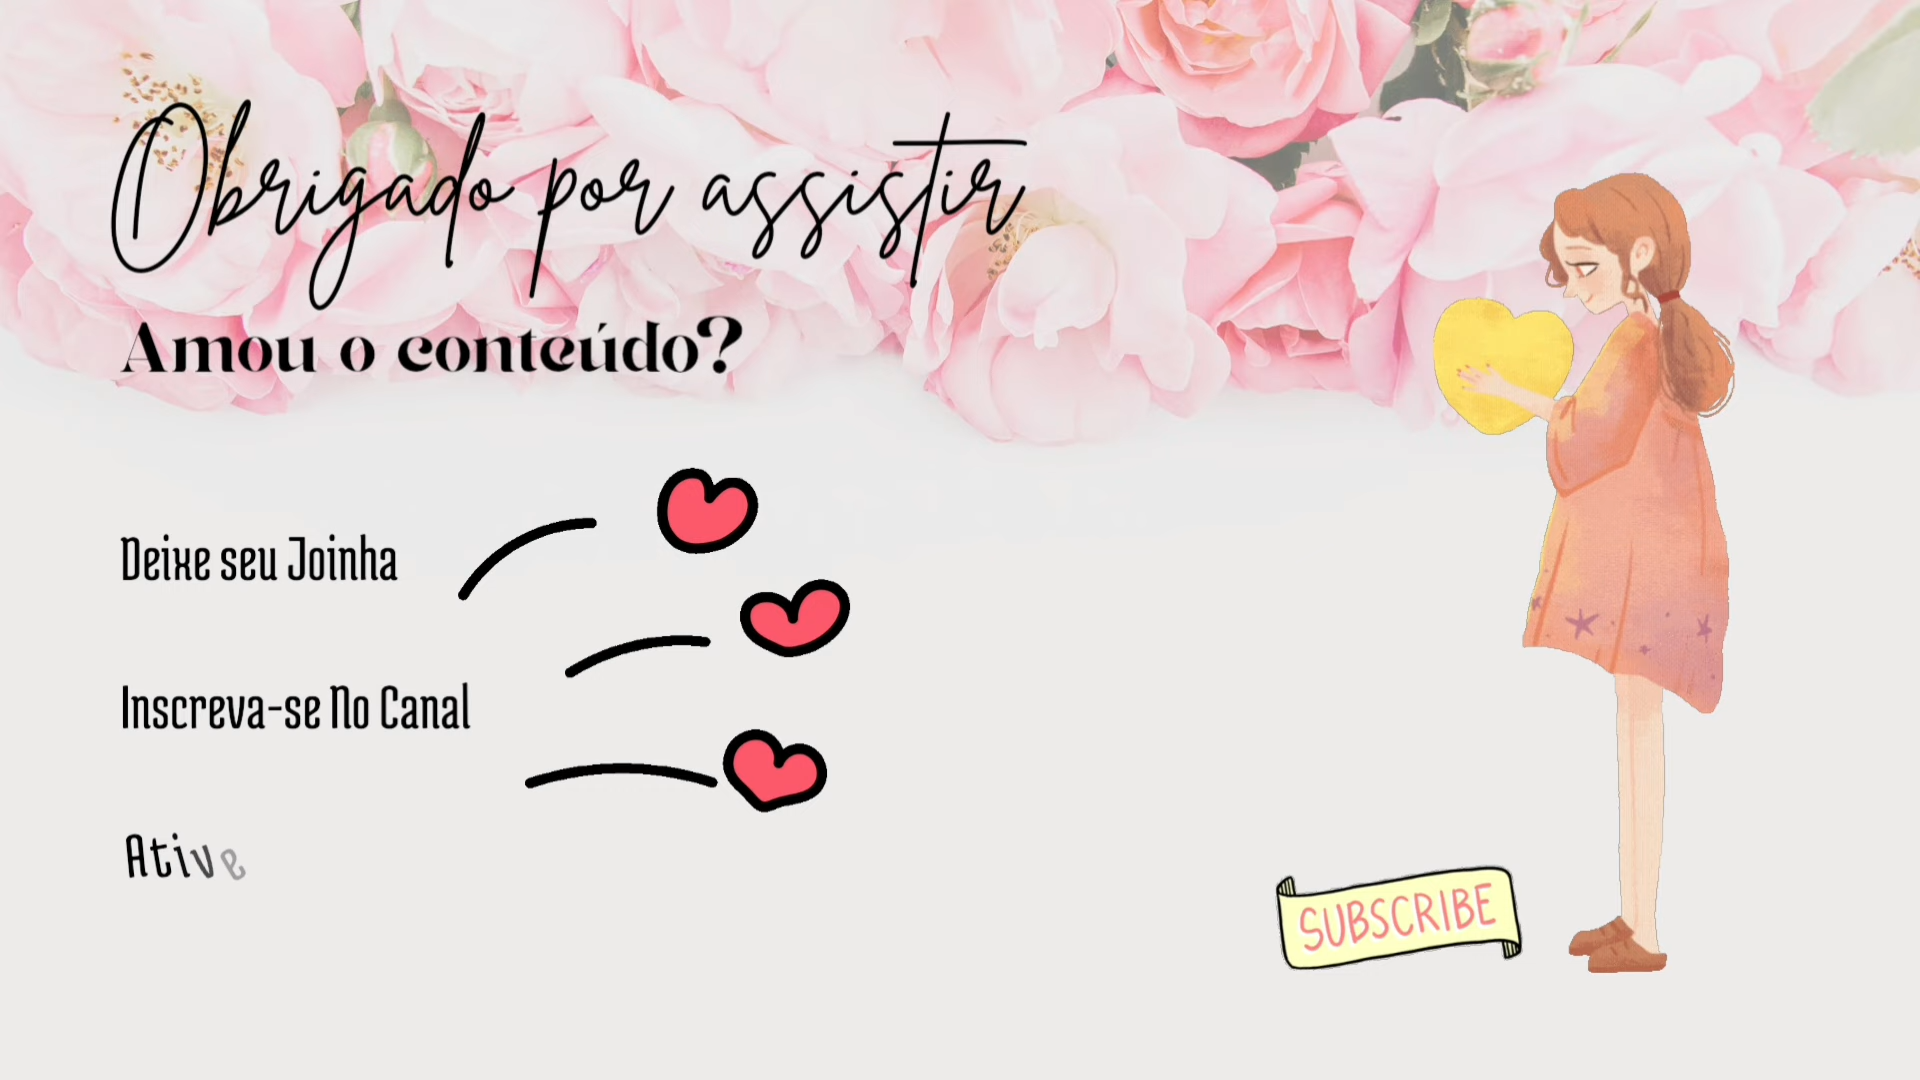 Obrigado por assistir
Amou o conteúdo?
Deixe seu Joinha
Inscreva-se No Canal
Ative
SUBSCRIBE